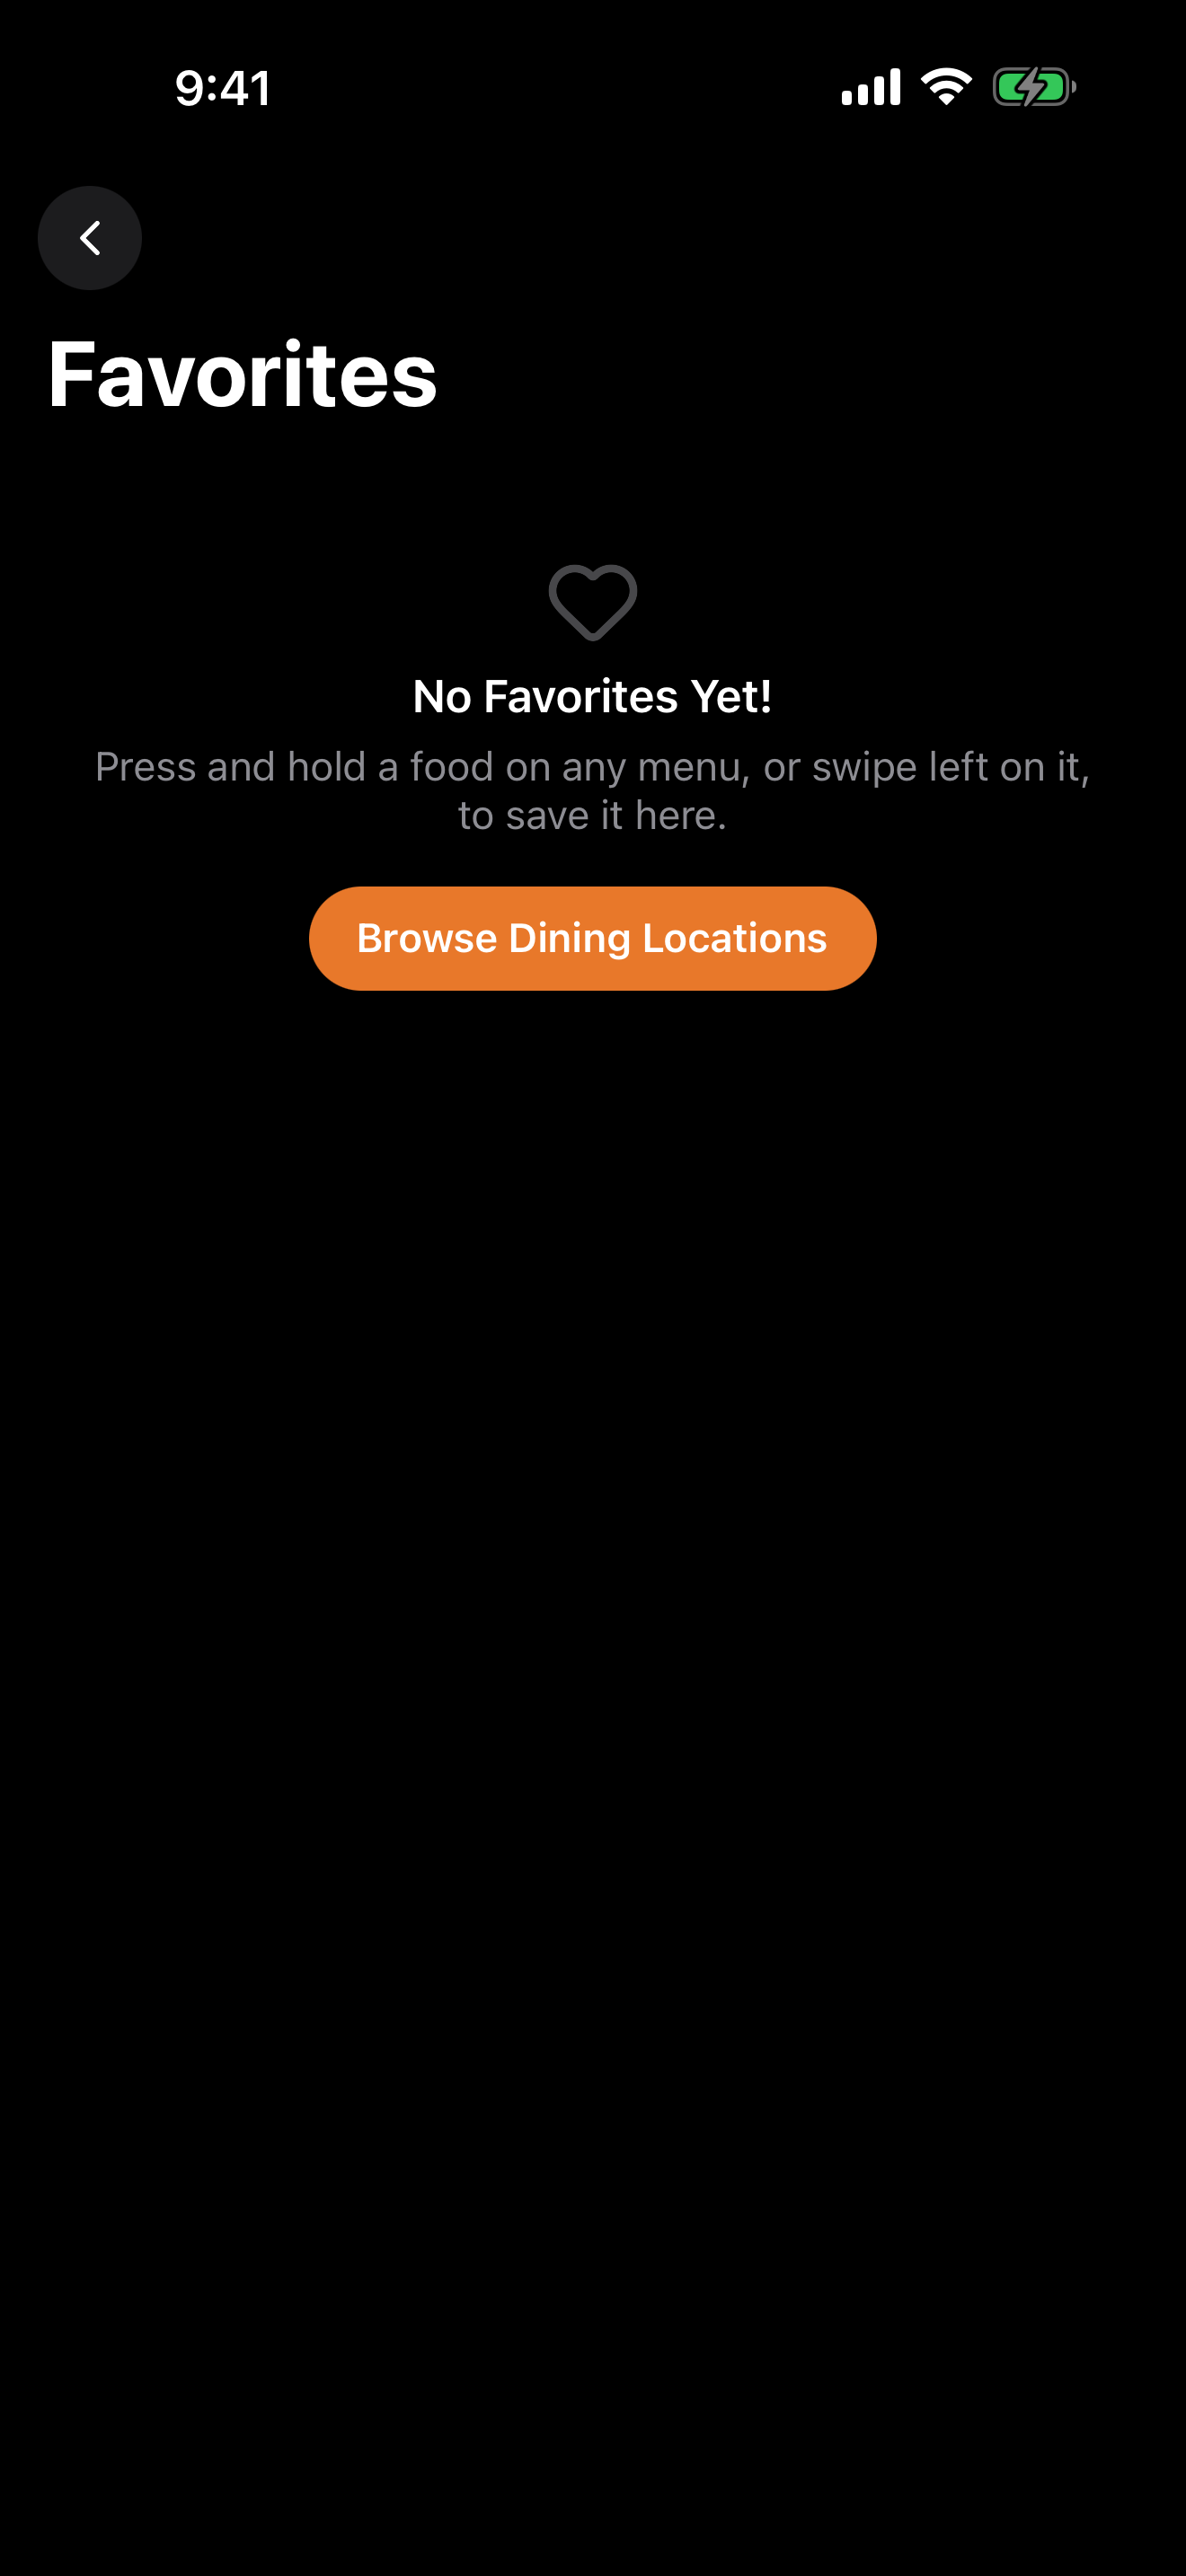 9:41
Favorites
No Favorites Yet!
Press and hold a food on any menu, or swipe left on it,
to save it here.
Browse Dining Locations